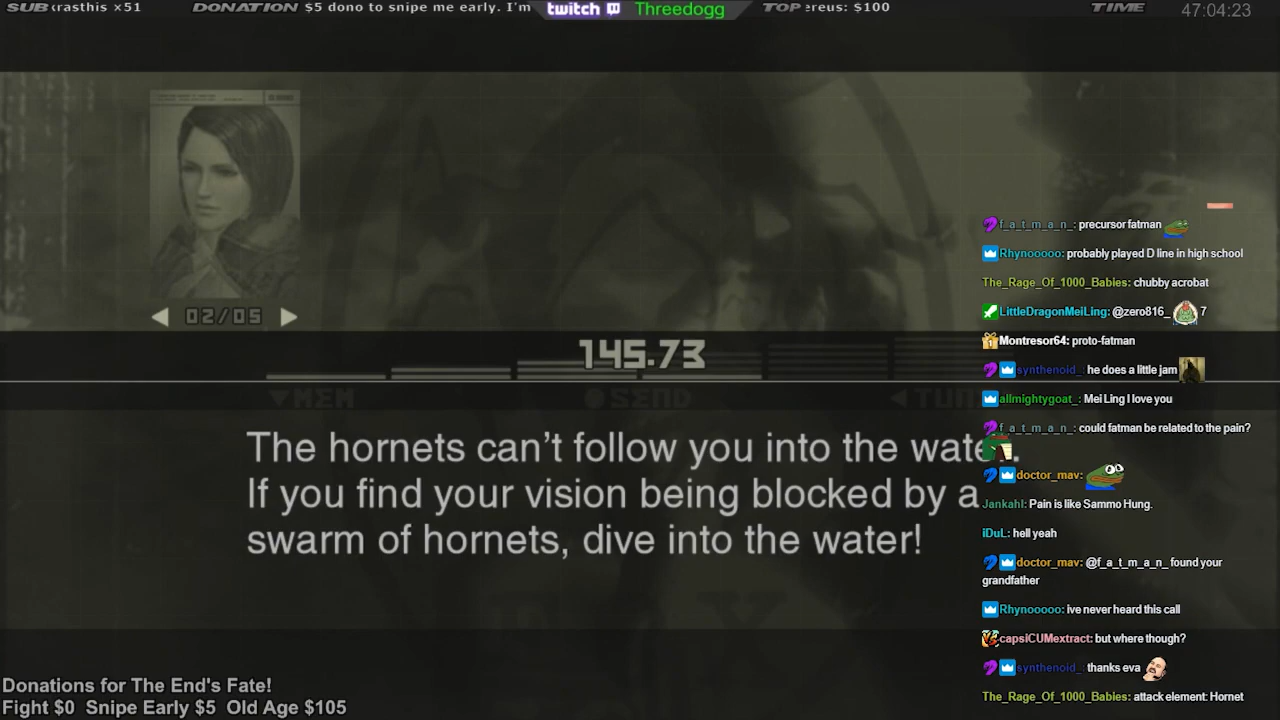 SUB krasthis ×51 DONATION $5 dono to snipe me early. I'm twitch Threedogg TOP ereus: $100 TIME 47:04:23
02/05
145.73
MEM SEND TUN
The hornets can't follow you into the wate .
If you find your vision being blocked by a
swarm of hornets, dive into the water!
f_a_t_m_a_n_: precursor fatman
Rhynooooo: probably played D line in high school
The_Rage_Of_1000_Babies: chubby acrobat
LittleDragonMeiLing: @zero816_ 7
Montresor64: proto-fatman
synthenoid_: he does a little jam
allmightygoat_: Mei Ling I love you
f_a_t_m_a_n_: could fatman be related to the pain?
doctor_mav:
Jankahl: Pain is like Sammo Hung.
iDuL: hell yeah
doctor_mav: @f_a_t_m_a_n_ found your
grandfather
Rhynooooo: ive never heard this call
capsiCUMextract: but where though?
synthenoid_: thanks eva
The_Rage_Of_1000_Babies: attack element: Hornet
Donations for The End's Fate!
Fight $0 Snipe Early $5 Old Age $105